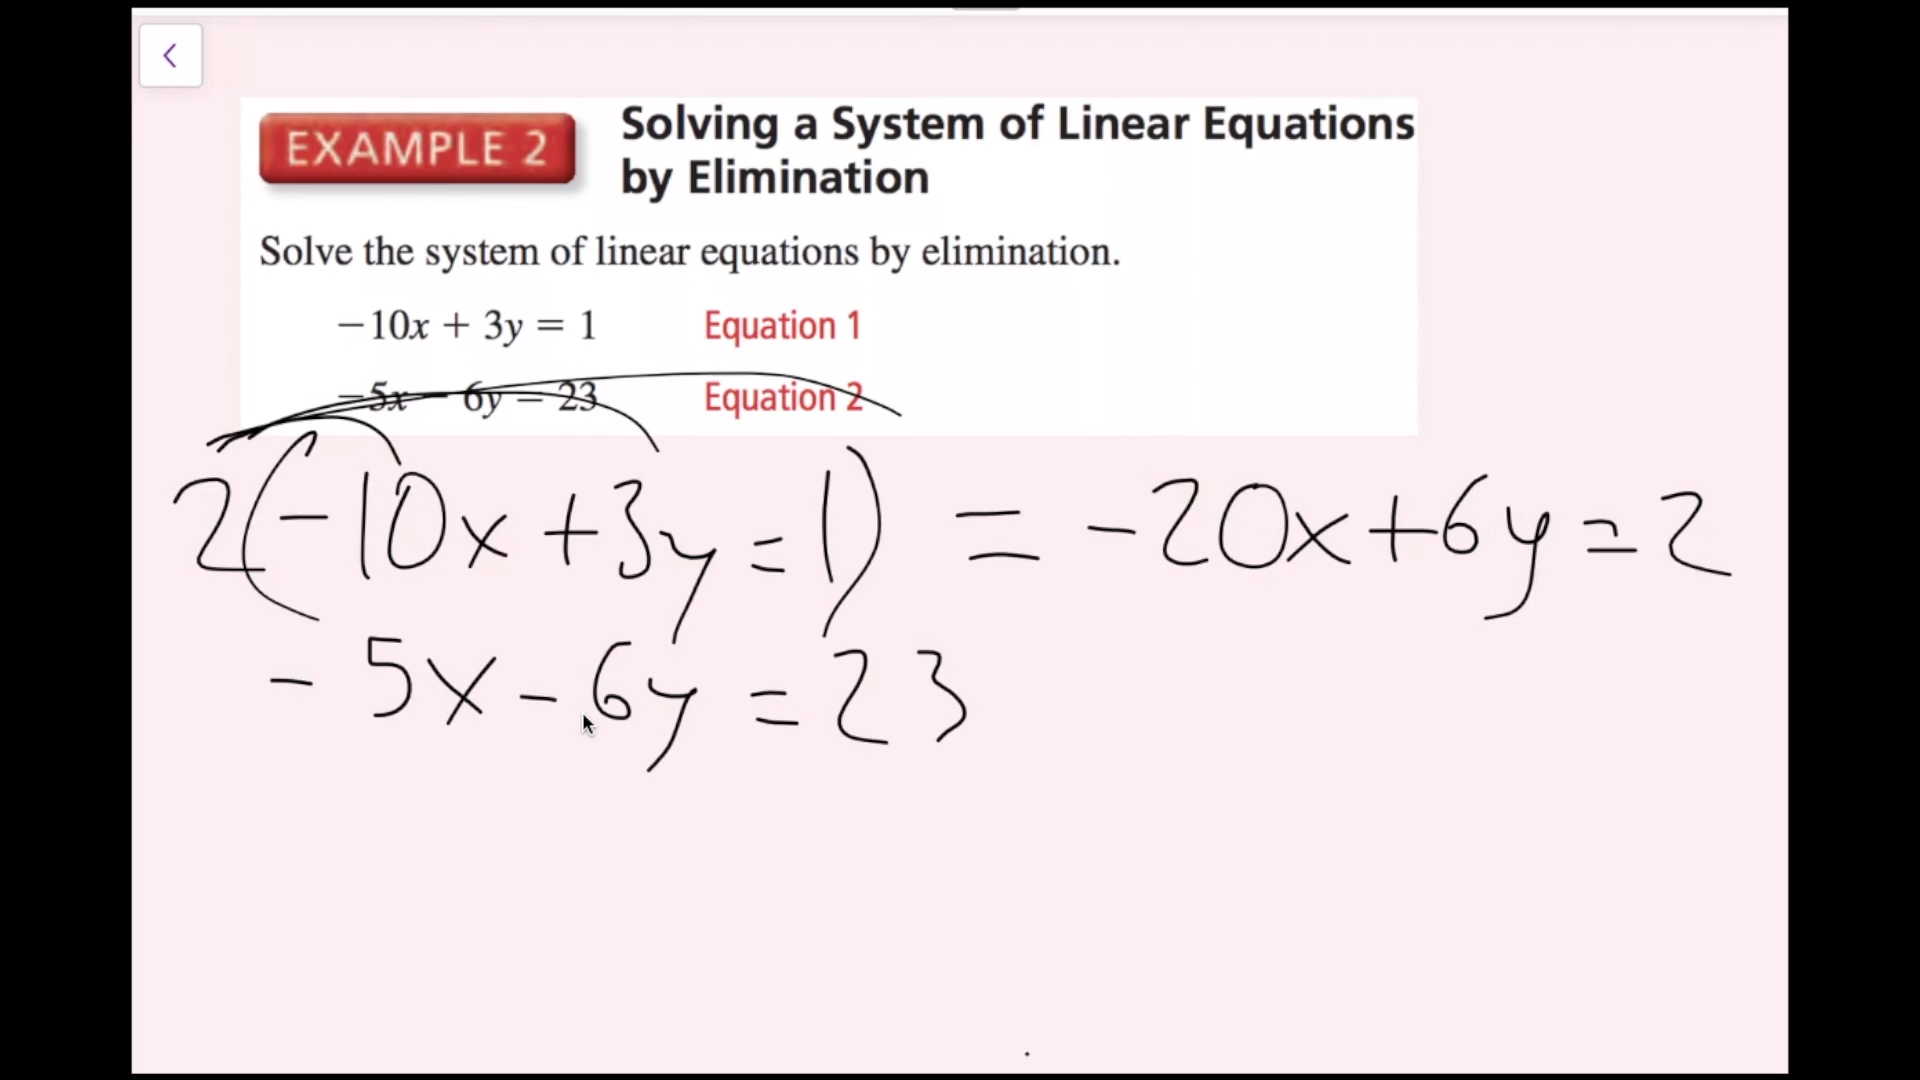 EXAMPLE 2
Solving a System of Linear Equations
by Elimination
Solve the system of linear equations by elimination.
−10x + 3y = 1 Equation 1
−5x − 6y = 23 Equation 2
2(-10x+3y=1) = -20x+6y=2
-5x-6y=23